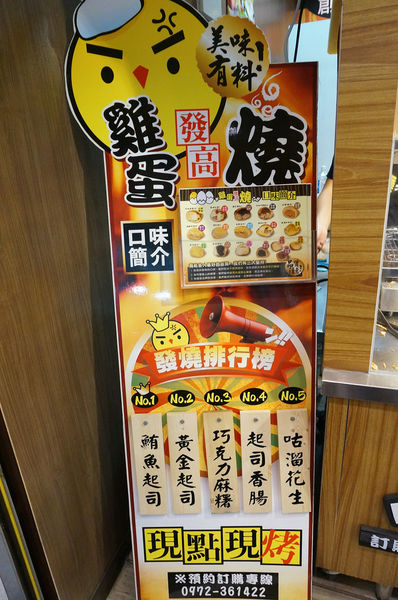 美味
有料!
雞蛋
發高
燒
口味
簡介
發燒排行榜
No.1
No.2
No.3
No.4
No.5
鮪魚起司
黃金起司
巧克力麻糬
起司香腸
咕溜花生
現點現烤
※預約訂購專線
0972-361422
訂